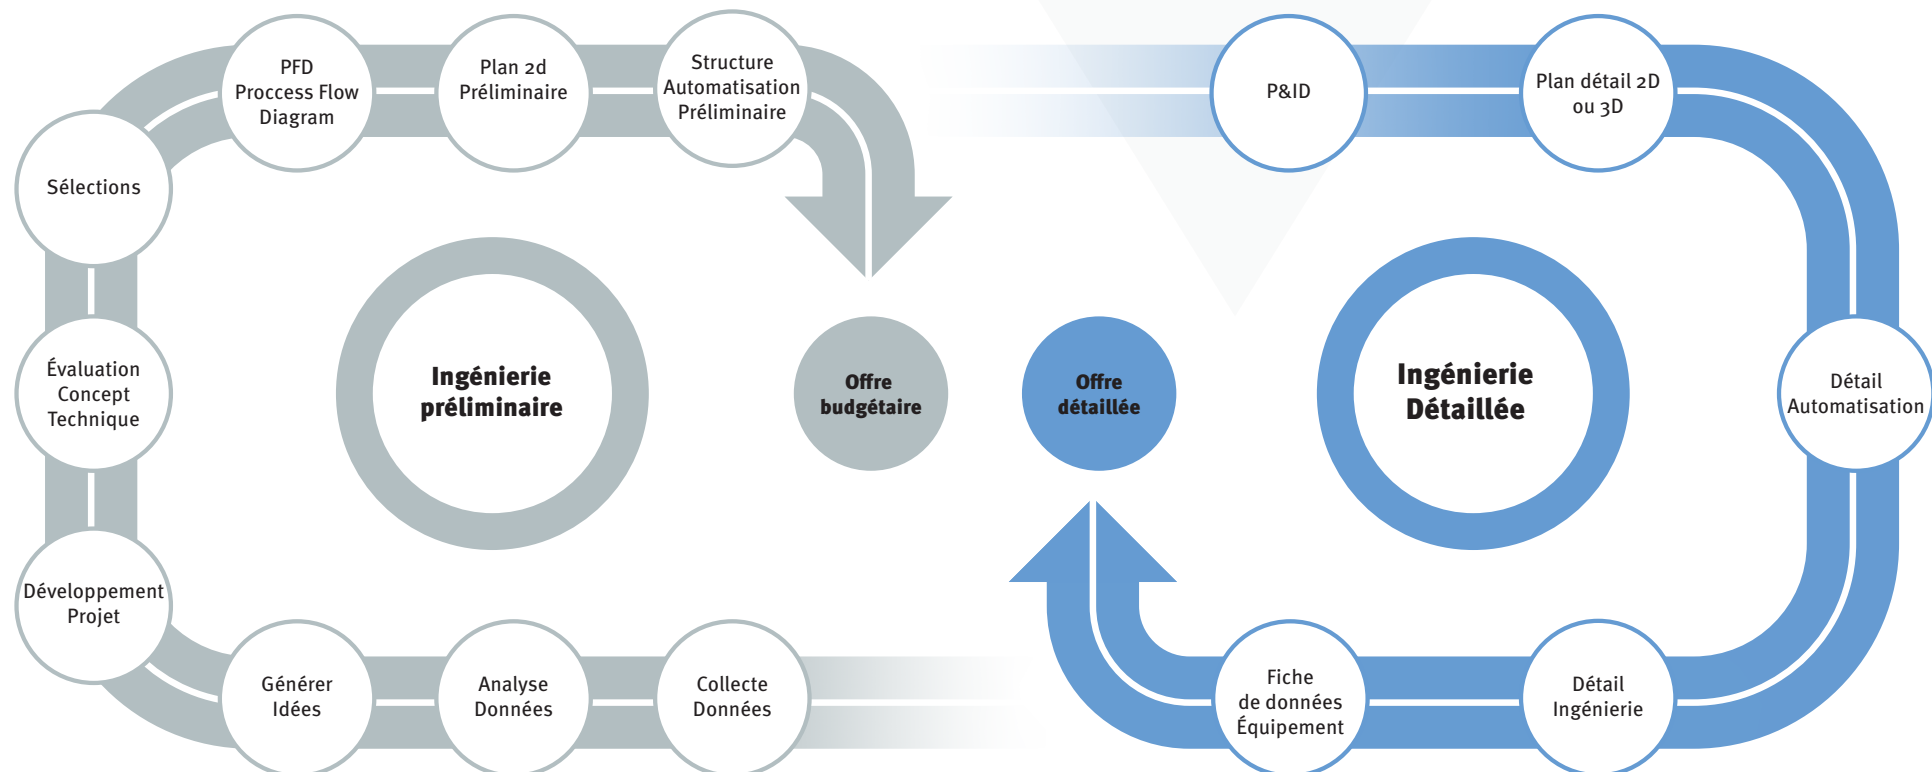 PFD
Proccess Flow
Diagram
Plan 2d
Préliminaire
Structure
Automatisation
Préliminaire
Sélections
Évaluation
Concept
Technique
Développement
Projet
Générer
Idées
Analyse
Données
Collecte
Données
Ingénierie
préliminaire
Offre
budgétaire
Offre
détaillée
P&ID
Plan détail 2D
ou 3D
Ingénierie
Détaillée
Détail
Automatisation
Détail
Ingénierie
Fiche
de données
Équipement